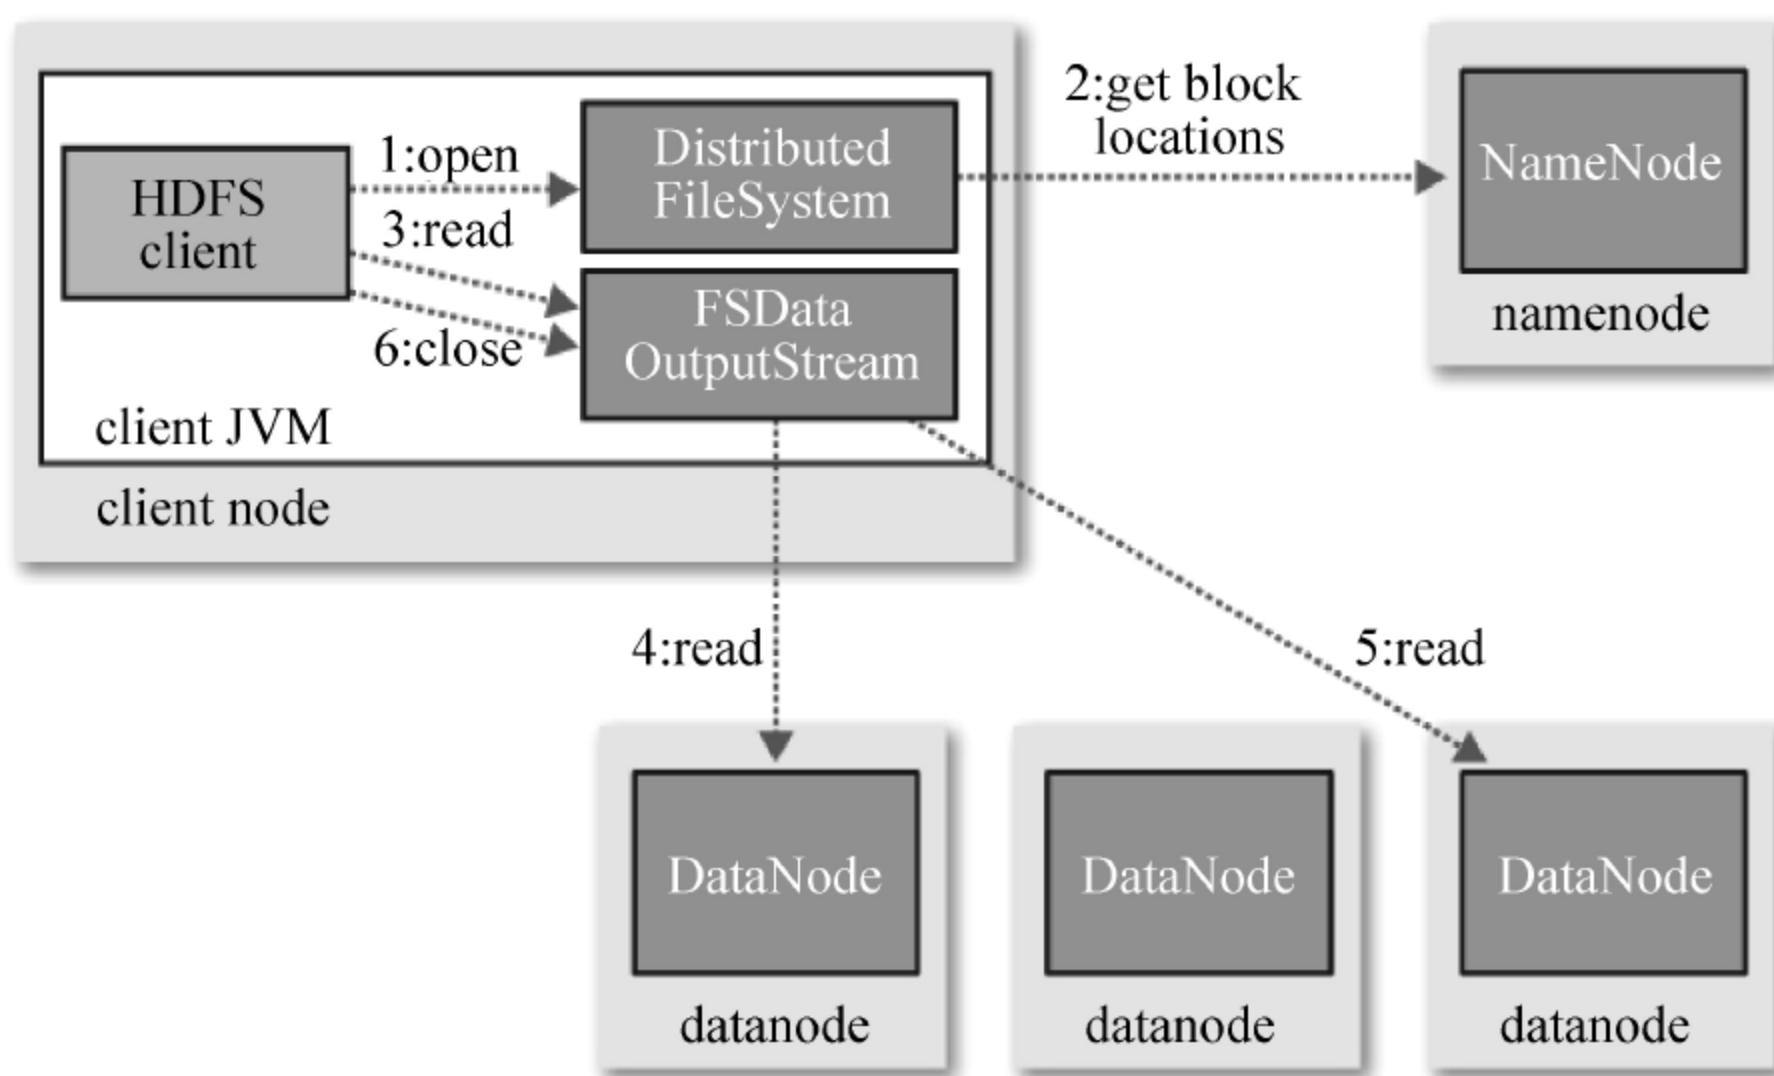 HDFS
client
1:open
3:read
6:close
Distributed
FileSystem
FSData
OutputStream
client JVM
client node
2:get block
locations
NameNode
namenode
4:read
5:read
DataNode
datanode
DataNode
datanode
DataNode
datanode